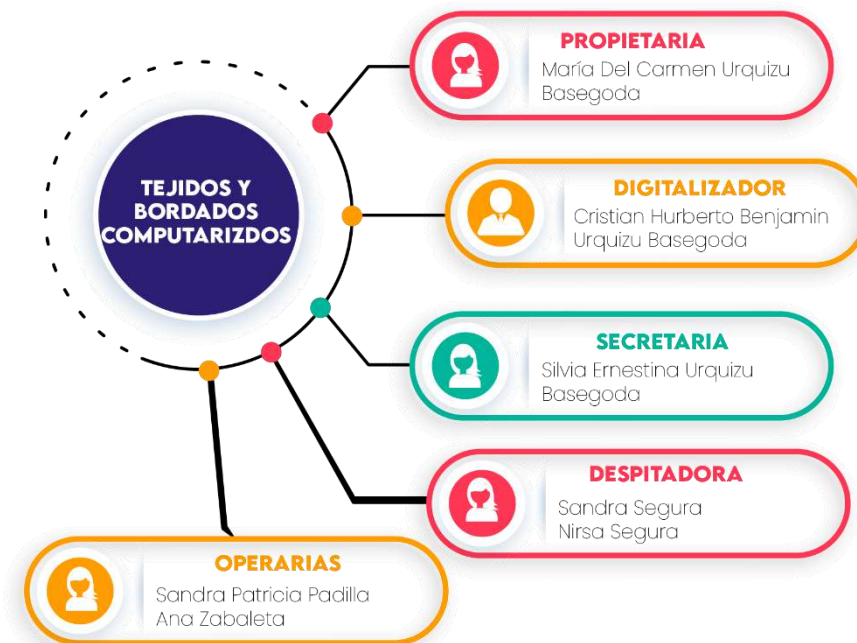 TEJIDOS Y
BORDADOS
COMPUTARIZDOS
PROPIETARIA
María Del Carmen Urquizu
Basegoda
DIGITALIZADOR
Cristian Hurberto Benjamin
Urquizu Basegoda
SECRETARIA
Silvia Ernestina Urquizu
Basegoda
DESPITADORA
Sandra Segura
Nirsa Segura
OPERARIAS
Sandra Patricia Padilla
Ana Zabaleta